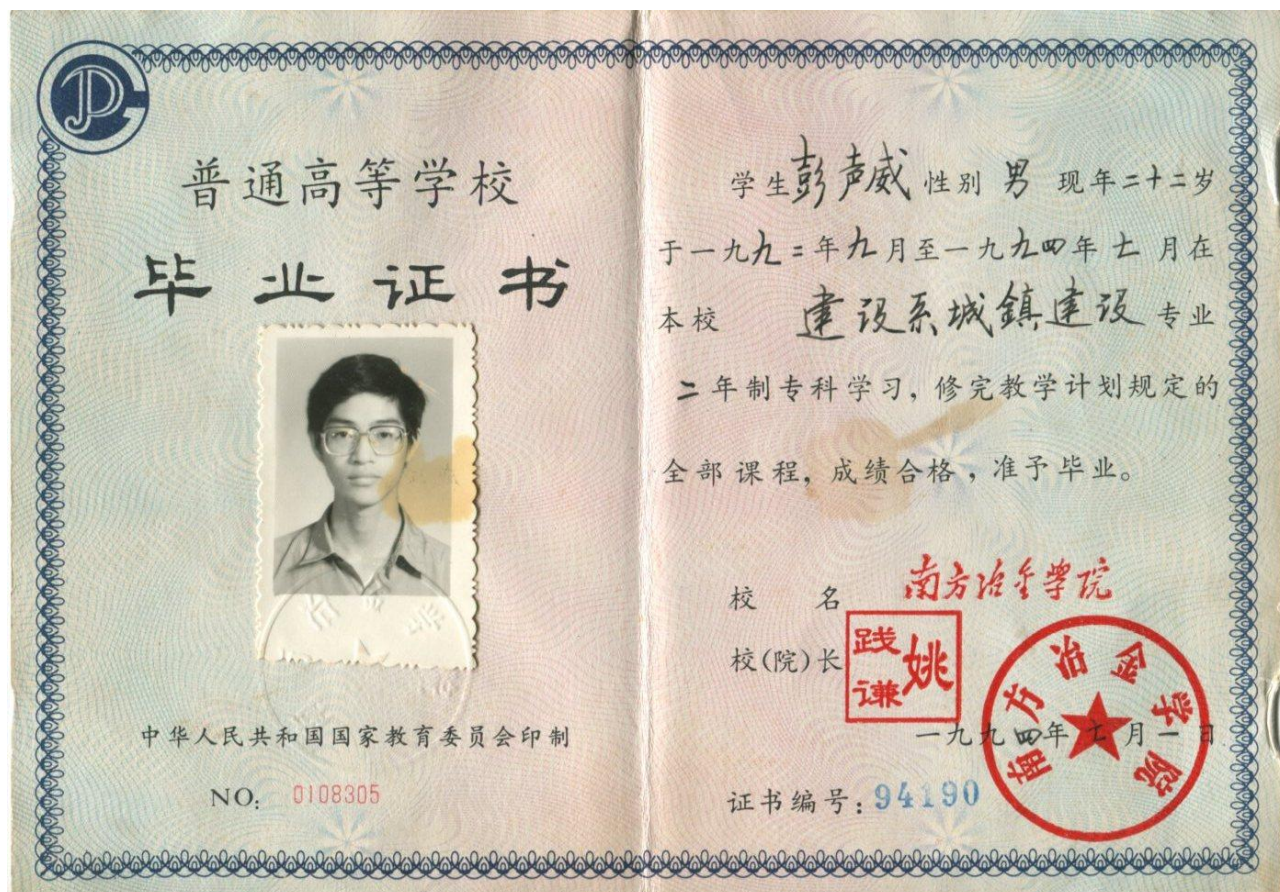 普通高等学校
毕业证书
中华人民共和国国家教育委员会印制
NO: 0108305
学生彭声威性别 男 现年二十二岁
于一九九二年九月至一九九四年七月在
本校 建设系城鎮建设 专业
二年制专科学习，修完教学计划规定的
全部课程，成绩合格，准予毕业。
校 名 南方冶金学院
校(院)长 姚践谦
南方冶金学院
一九九四年七月一日
证书编号：94190